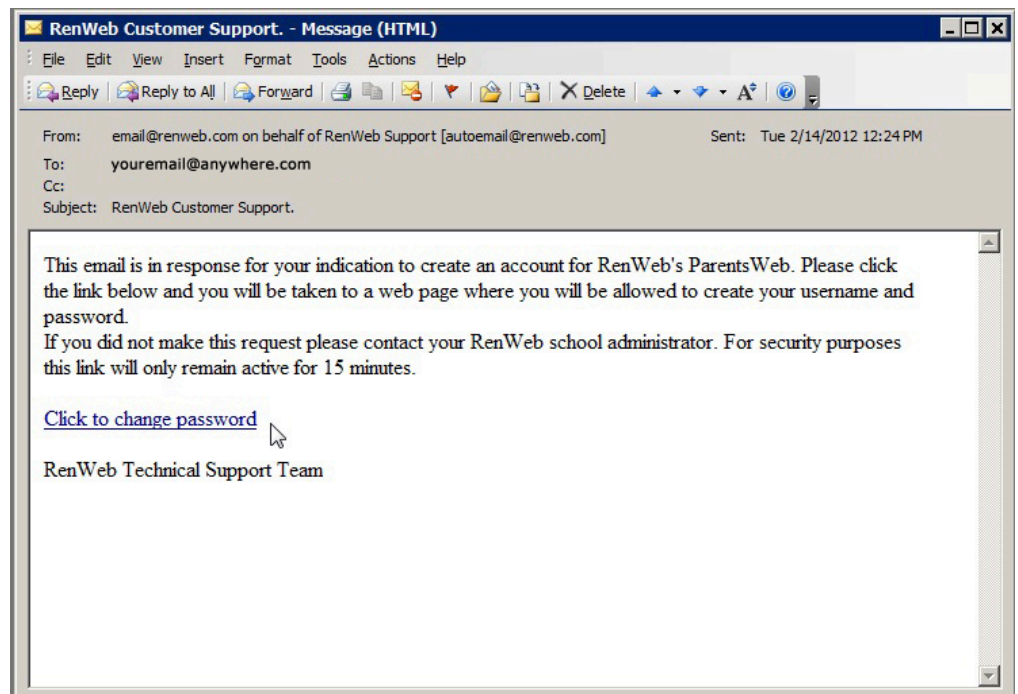 RenWeb Customer Support. - Message (HTML)
File Edit View Insert Format Tools Actions Help
Reply Reply to All Forward Delete A
From: email@renweb.com on behalf of RenWeb Support [autoemail@renweb.com] Sent: Tue 2/14/2012 12:24 PM
To: youremail@anywhere.com
Cc:
Subject: RenWeb Customer Support.
This email is in response for your indication to create an account for RenWeb's ParentsWeb. Please click
the link below and you will be taken to a web page where you will be allowed to create your username and
password.
If you did not make this request please contact your RenWeb school administrator. For security purposes
this link will only remain active for 15 minutes.
Click to change password
RenWeb Technical Support Team